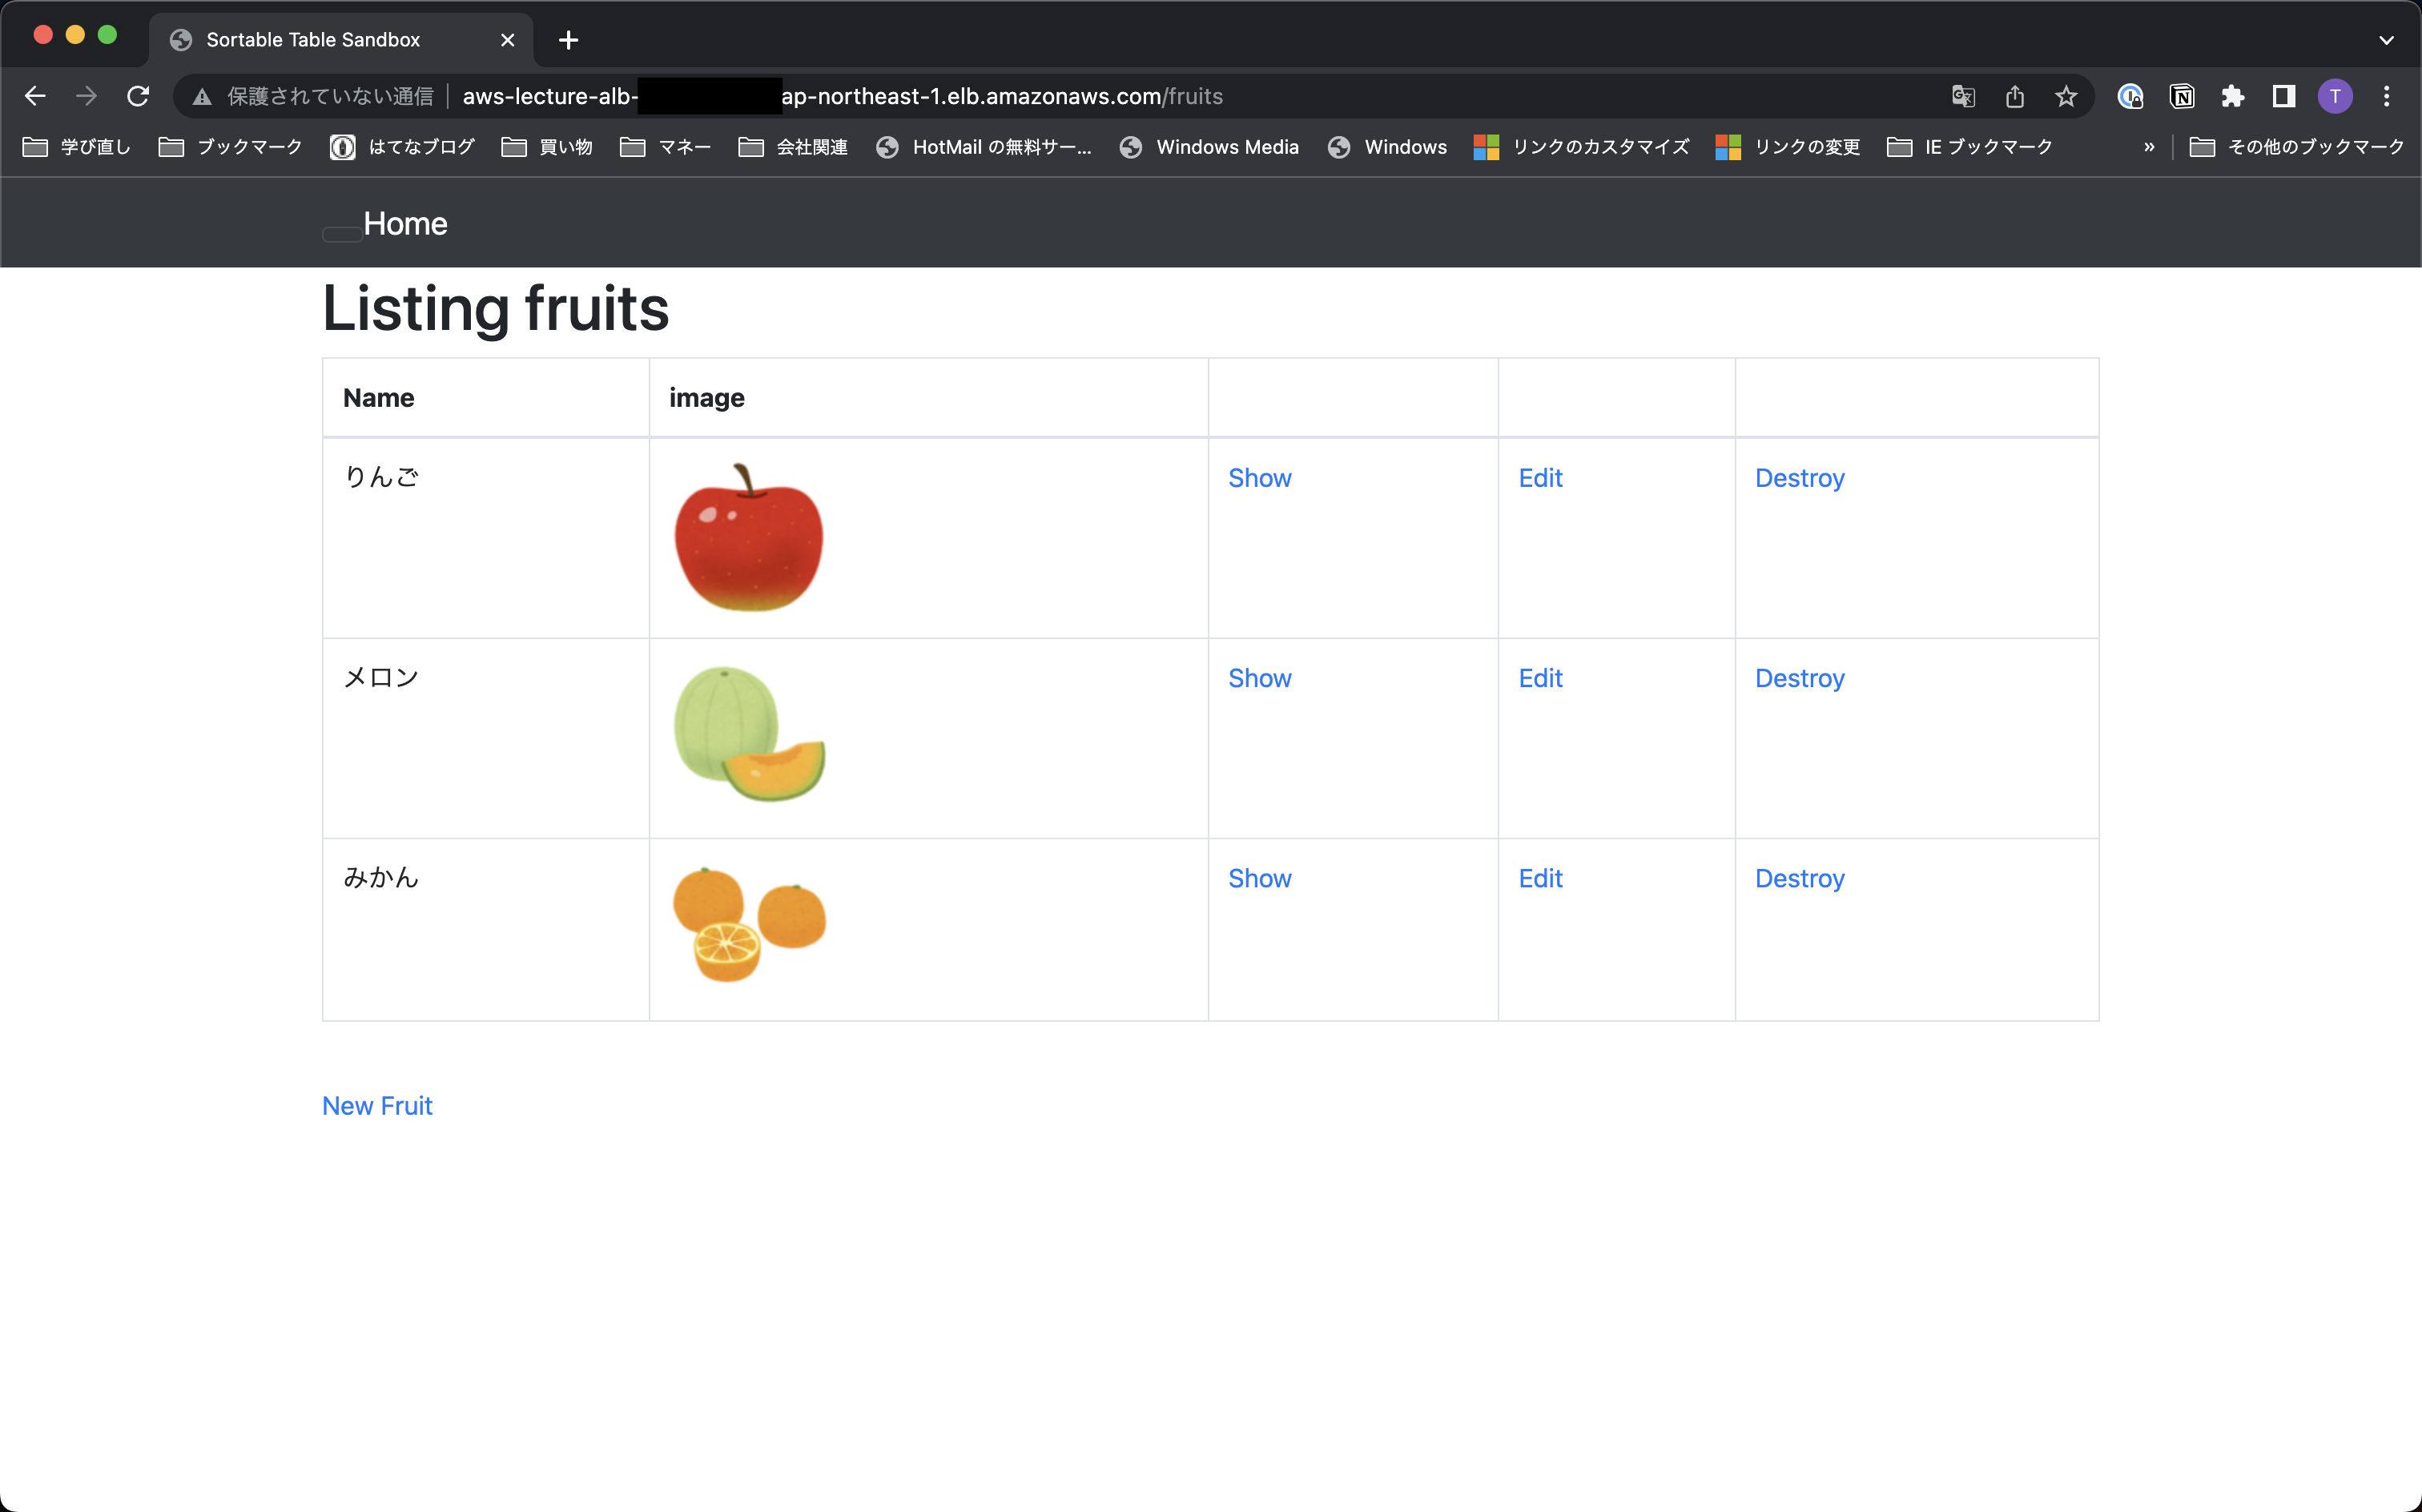 Sortable Table Sandbox
保護されていない通信 aws-lecture-alb- ap-northeast-1.elb.amazonaws.com/fruits T
学び直し ブックマーク はてなブログ 買い物 マネー 会社関連 HotMail の無料サー... Windows Media Windows リンクのカスタマイズ リンクの変更 IE ブックマーク » その他のブックマーク
Home
Listing fruits
Name image
りんご Show Edit Destroy
メロン Show Edit Destroy
みかん Show Edit Destroy
New Fruit